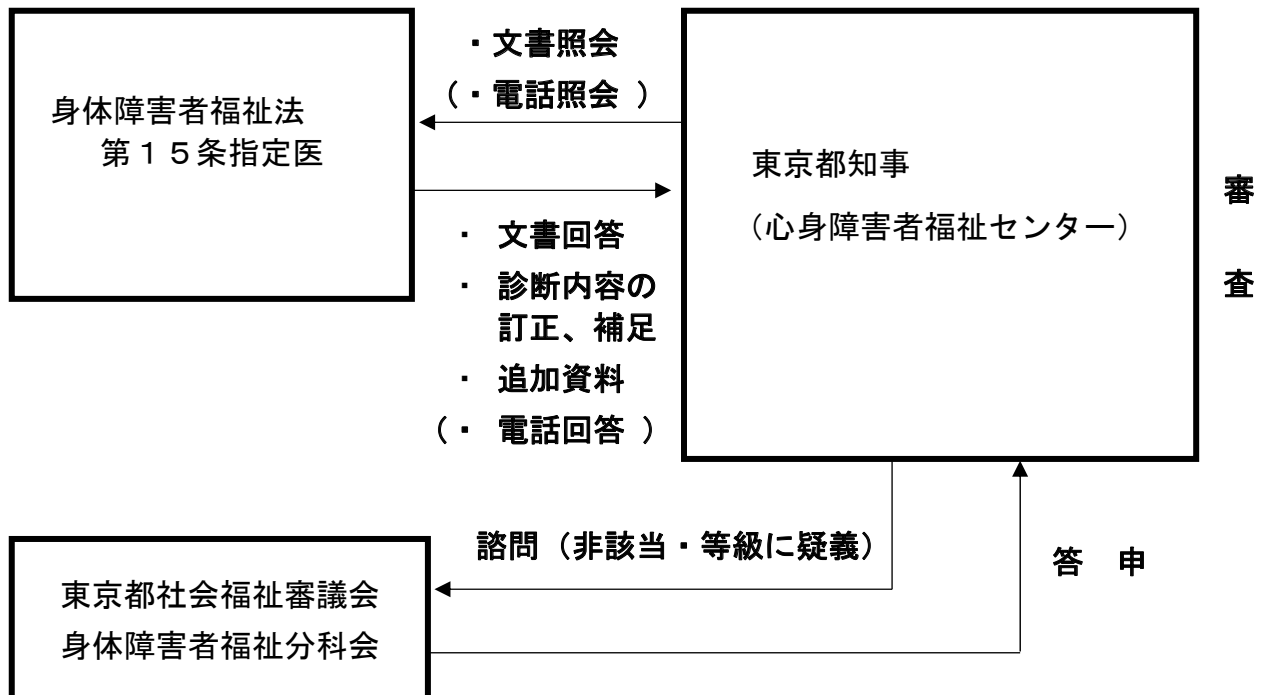 ・文書照会
（・電話照会 ）
身体障害者福祉法
第１５条指定医
東京都知事
（心身障害者福祉センター）
審
査
・ 文書回答
・ 診断内容の
訂正、補足
・ 追加資料
（・ 電話回答 ）
諮問（非該当・等級に疑義）
答 申
東京都社会福祉審議会
身体障害者福祉分科会